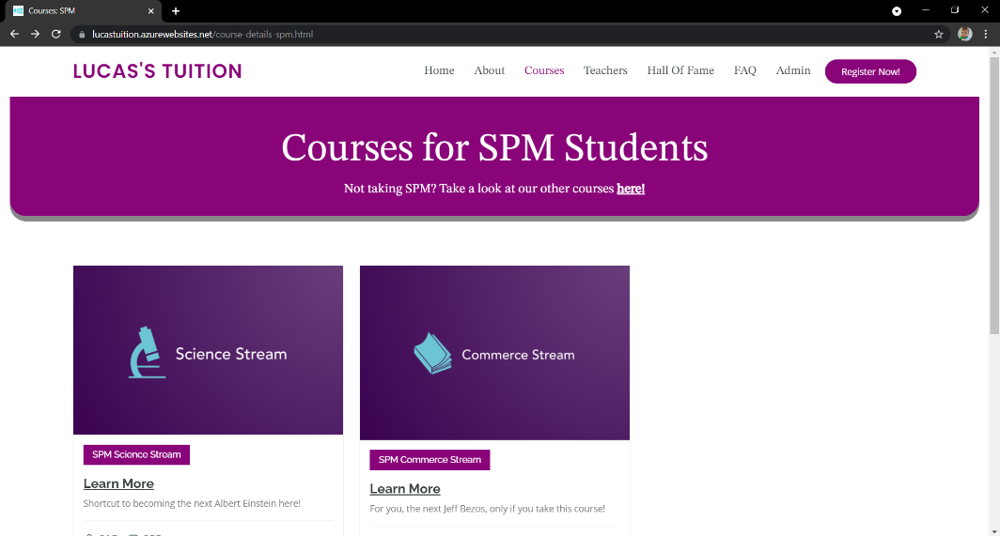 Courses: SPM
lucastuition.azurewebsites.net/course-details-spm.html
LUCAS'S TUITION
Home About Courses Teachers Hall Of Fame FAQ Admin Register Now!
Courses for SPM Students
Not taking SPM? Take a look at our other courses here!
Science Stream
Commerce Stream
SPM Science Stream
Learn More
Shortcut to becoming the next Albert Einstein here!
SPM Commerce Stream
Learn More
For you, the next Jeff Bezos, only if you take this course!